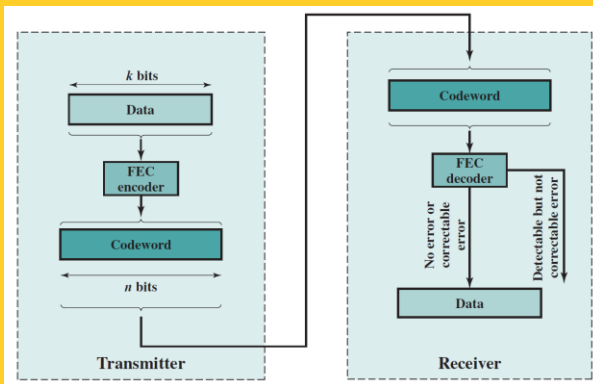 k bits
Data
FEC
encoder
Codeword
n bits
Transmitter
Codeword
FEC
decoder
No error or
correctable
error
Detectable but not
correctable error
Data
Receiver